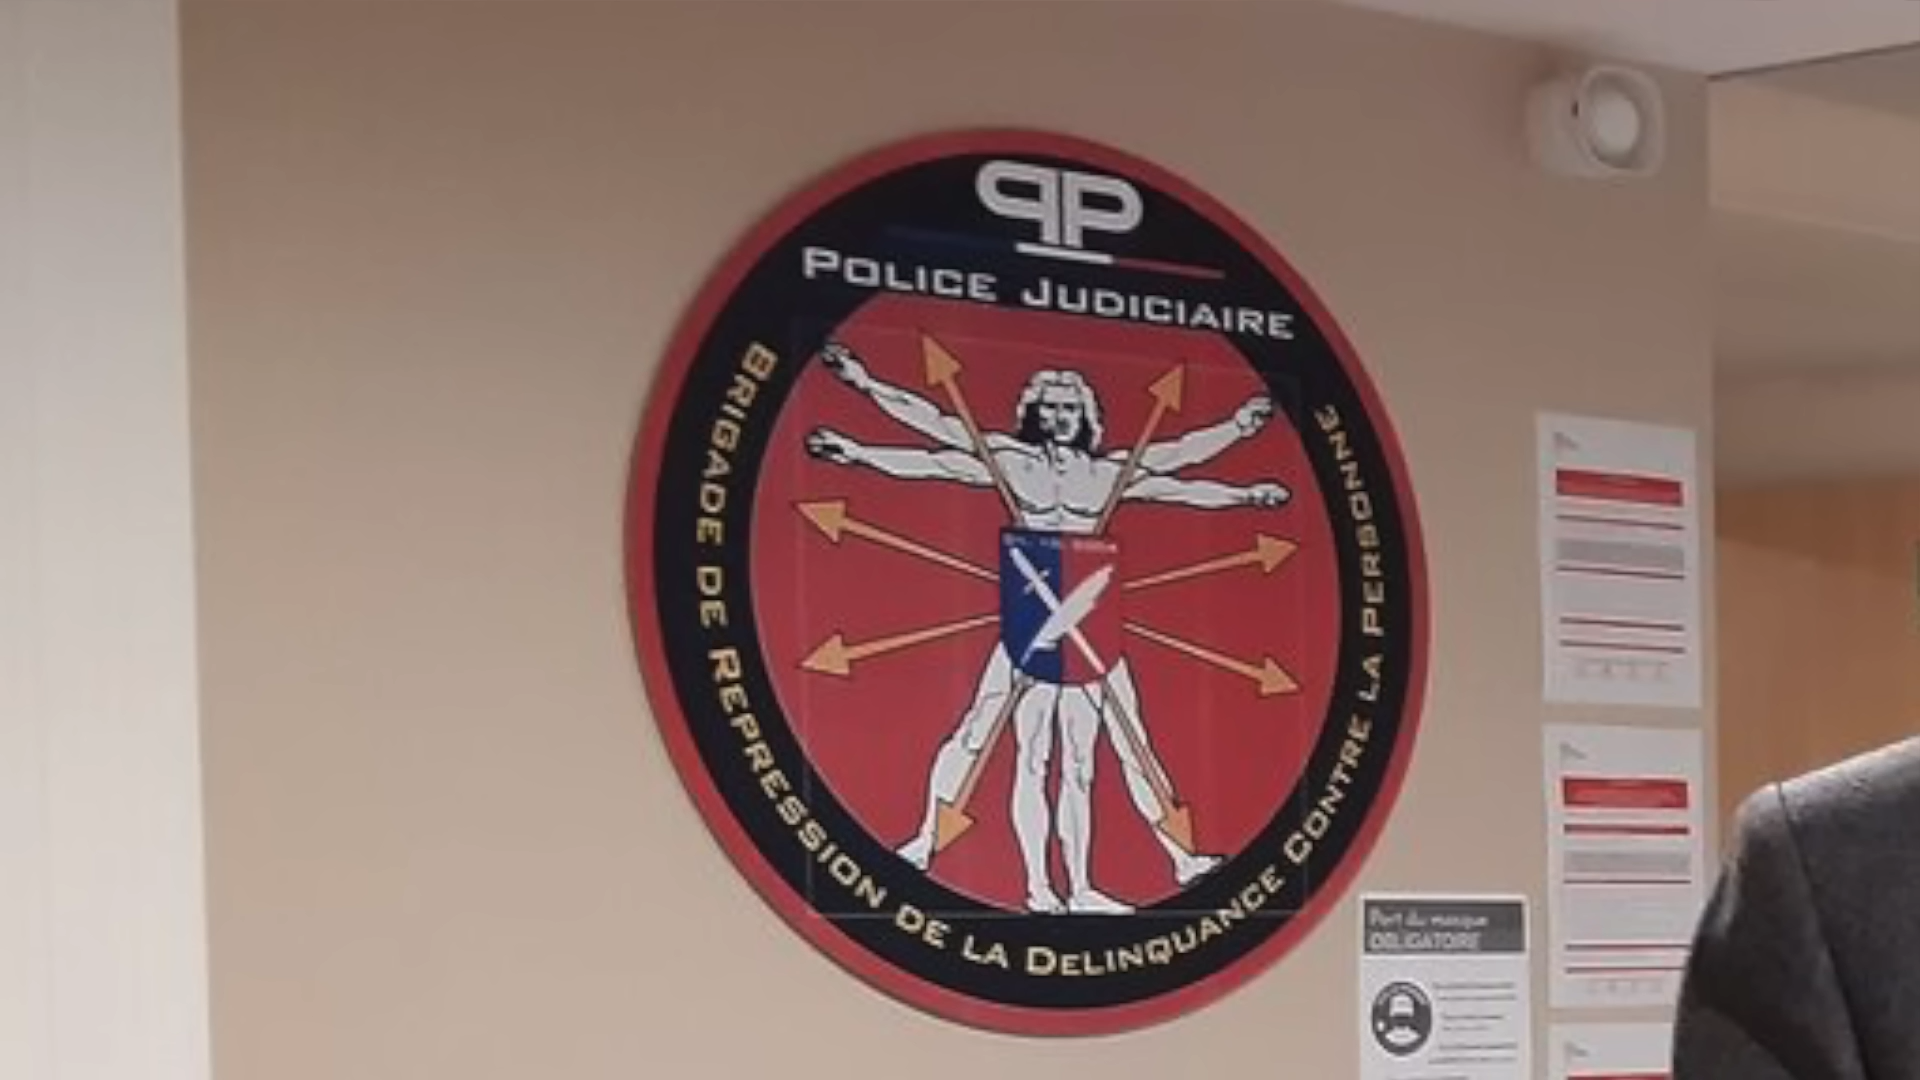 PP
POLICE JUDICIAIRE
BRIGADE DE REPRESSION DE LA DELINQUANCE CONTRE LA PERSONNE
Port du masque
OBLIGATOIRE